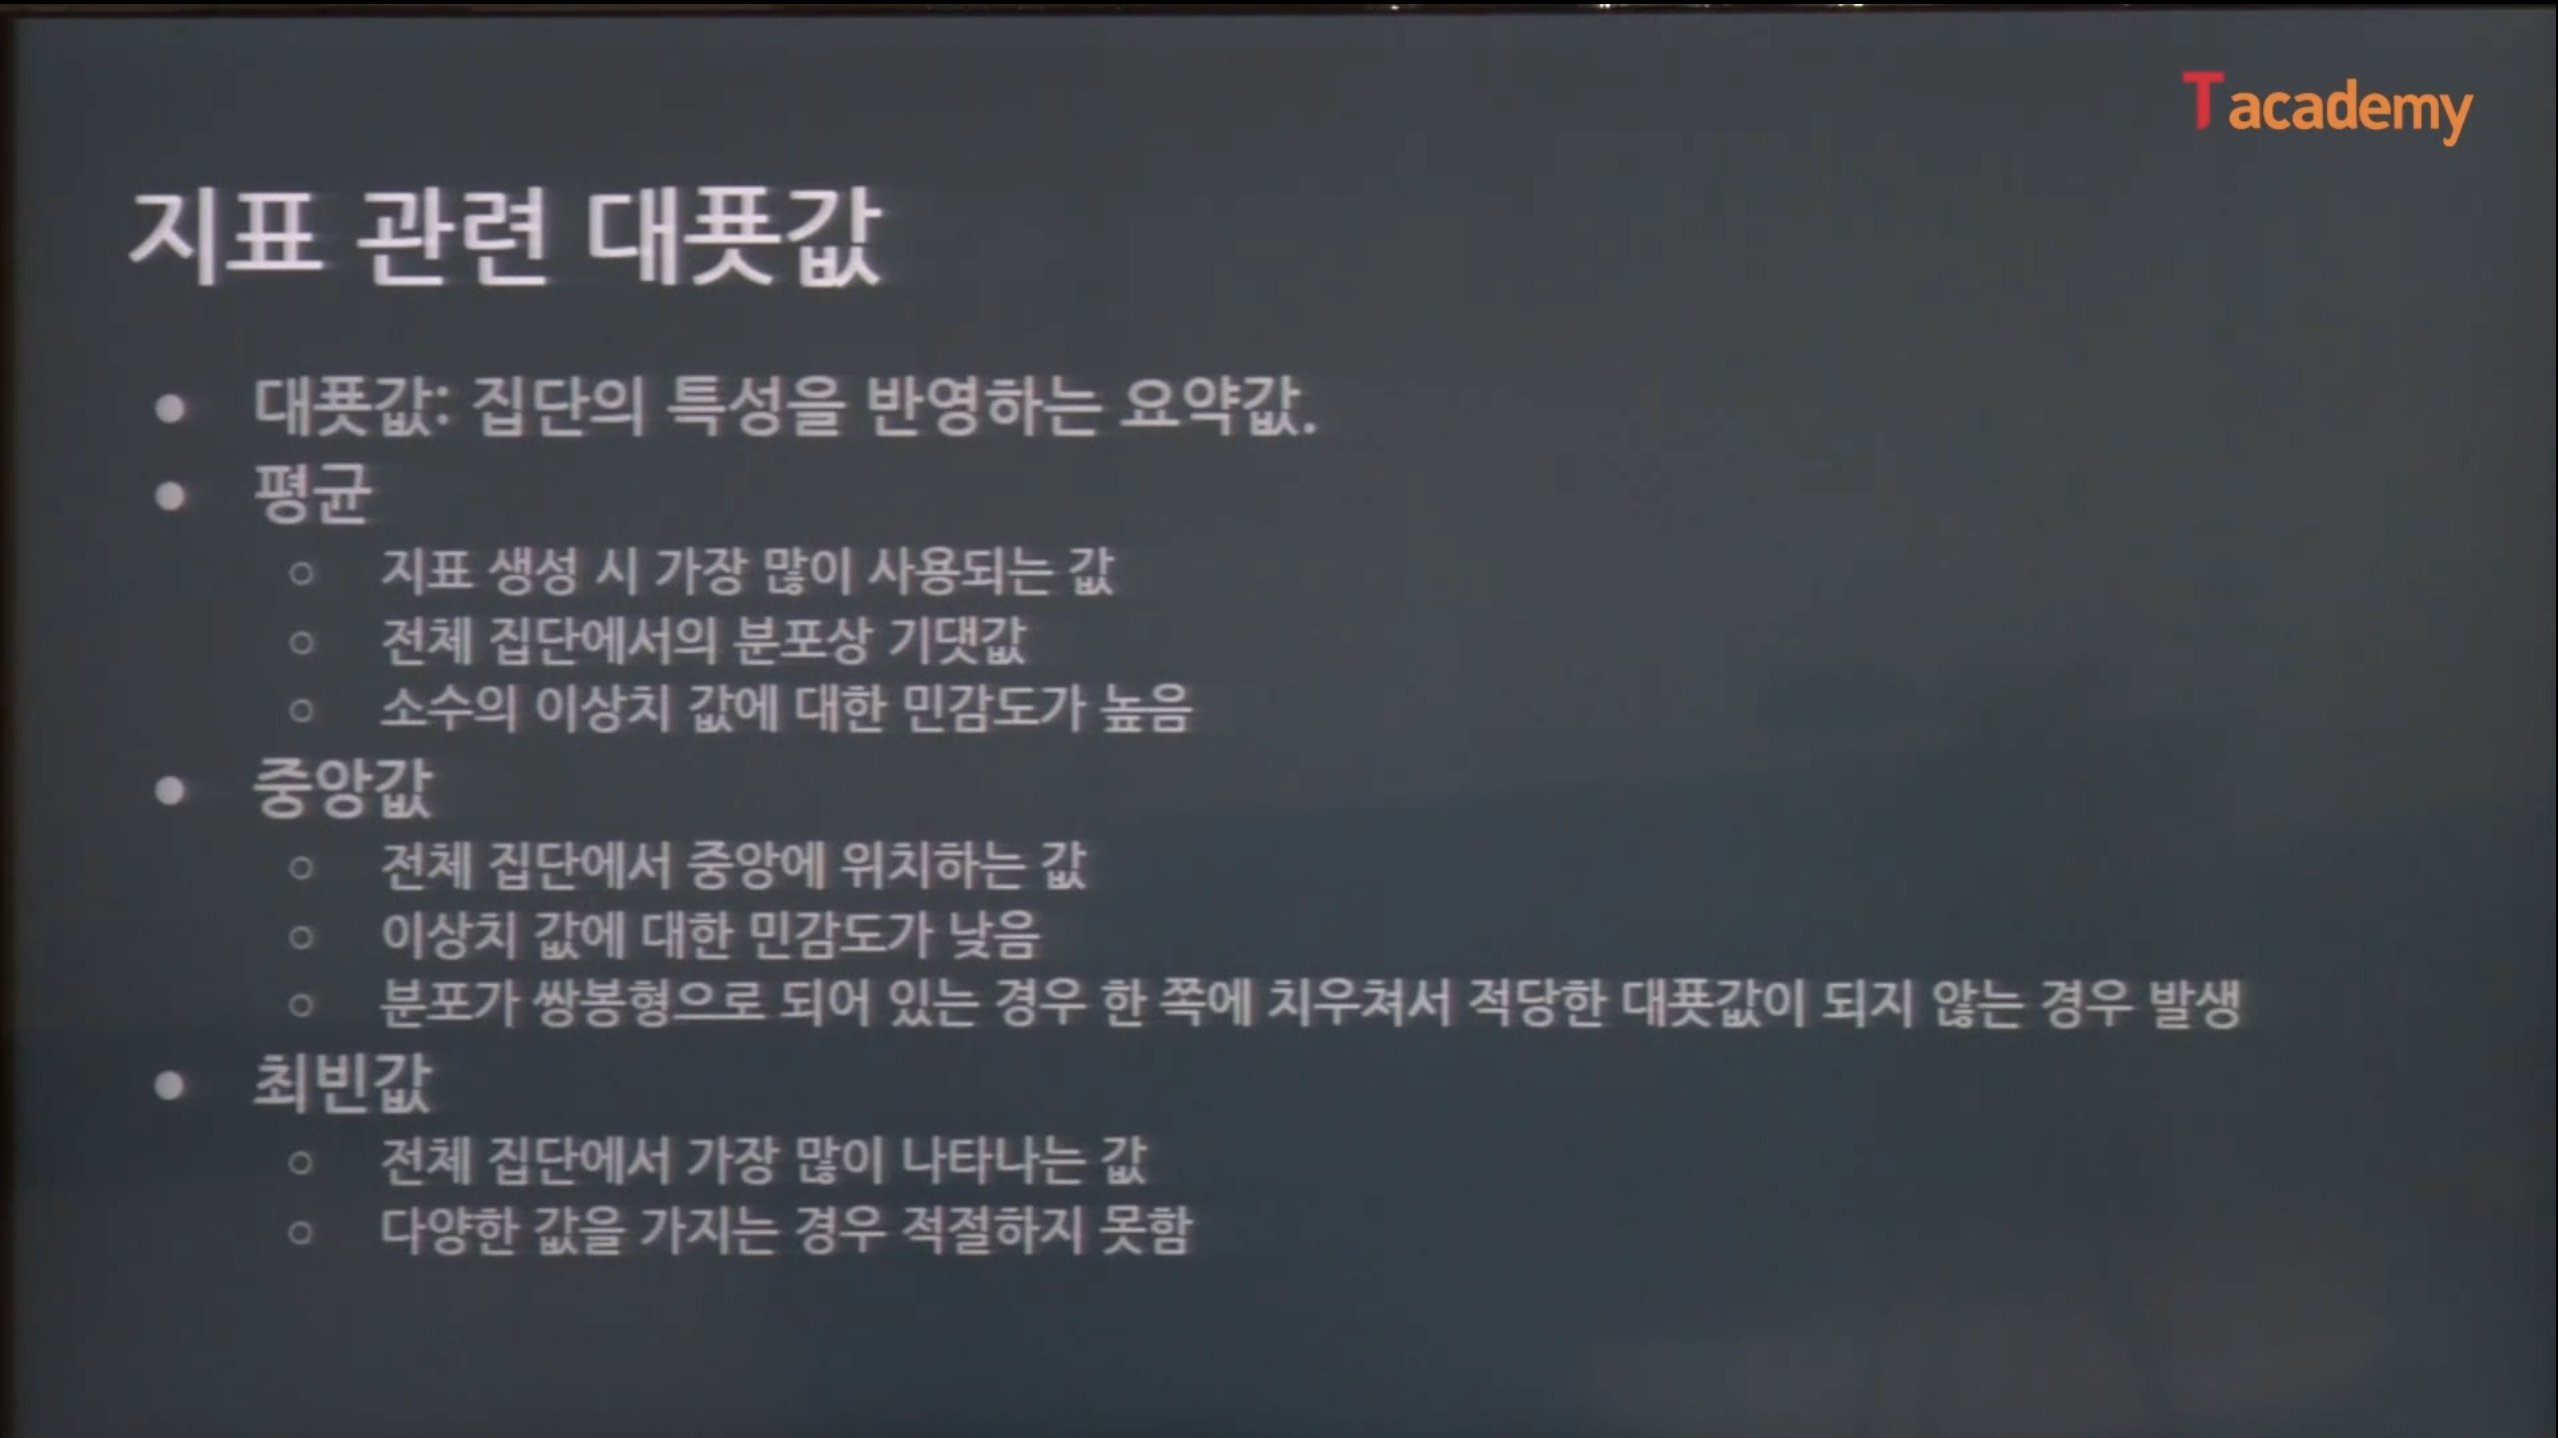 T academy
지표 관련 대푯값
● 대푯값: 집단의 특성을 반영하는 요약값.
● 평균
○ 지표 생성 시 가장 많이 사용되는 값
○ 전체 집단에서의 분포상 기댓값
○ 소수의 이상치 값에 대한 민감도가 높음
● 중앙값
○ 전체 집단에서 중앙에 위치하는 값
○ 이상치 값에 대한 민감도가 낮음
○ 분포가 쌍봉형으로 되어 있는 경우 한 쪽에 치우쳐서 적당한 대푯값이 되지 않는 경우 발생
● 최빈값
○ 전체 집단에서 가장 많이 나타나는 값
○ 다양한 값을 가지는 경우 적절하지 못함